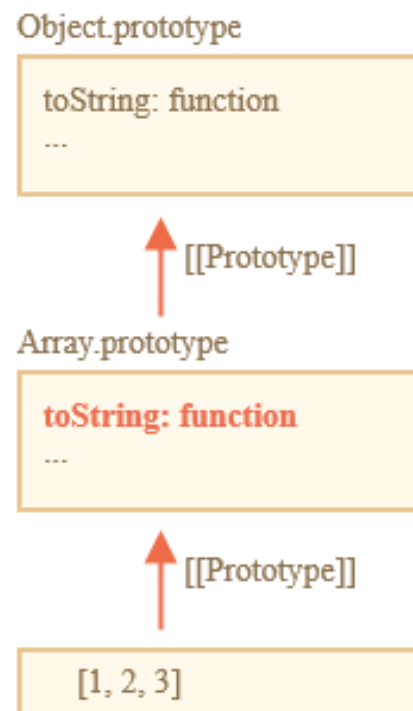 Object.prototype
toString: function
...
[[Prototype]]
Array.prototype
toString: function
...
[[Prototype]]
[1, 2, 3]